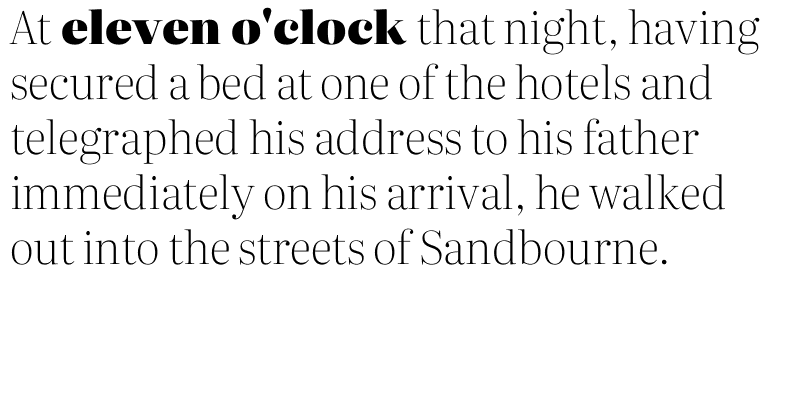 At eleven o'clock that night, having
secured a bed at one of the hotels and
telegraphed his address to his father
immediately on his arrival, he walked
out into the streets of Sandbourne.